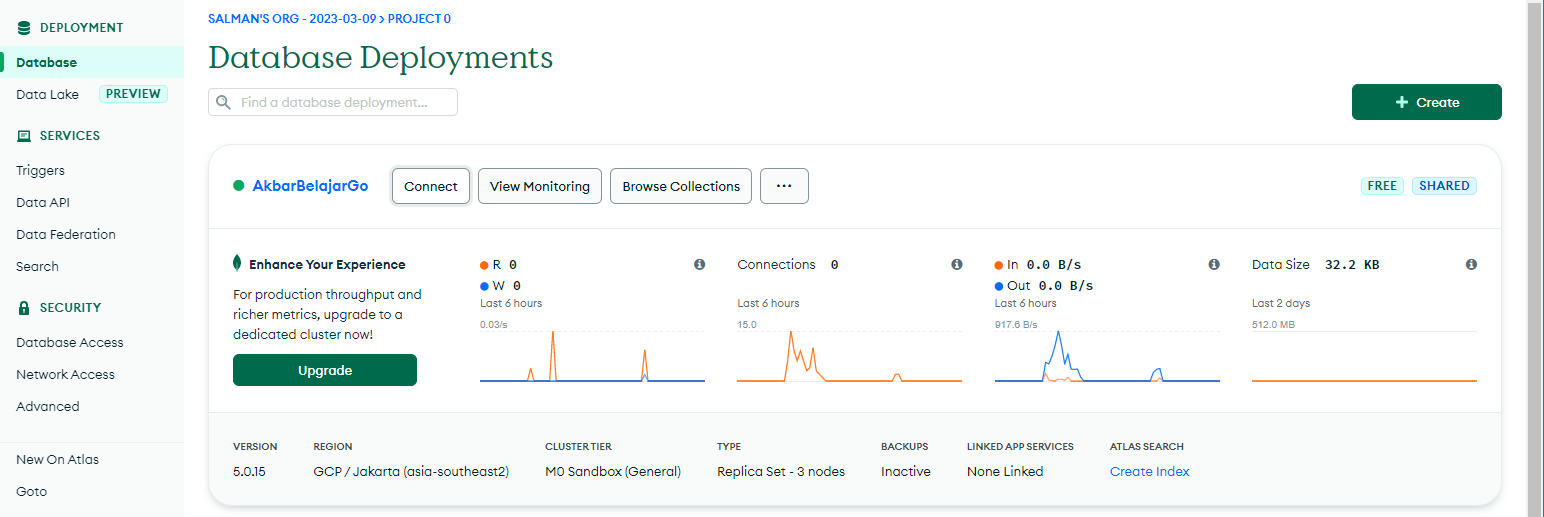 DEPLOYMENT
Database
Data Lake PREVIEW
SERVICES
Triggers
Data API
Data Federation
Search
SECURITY
Database Access
Network Access
Advanced
New On Atlas
Goto
SALMAN'S ORG - 2023-03-09 > PROJECT 0
Database Deployments
Find a database deployment...
+ Create
AkbarBelajarGo Connect View Monitoring Browse Collections ... FREE SHARED
Enhance Your Experience
For production throughput and
richer metrics, upgrade to a
dedicated cluster now!
Upgrade
R 0
W 0
Last 6 hours
0.03/s
Connections 0
Last 6 hours
15.0
In 0.0 B/s
Out 0.0 B/s
Last 6 hours
917.6 B/s
Data Size 32.2 KB
Last 2 days
512.0 MB
VERSION REGION CLUSTER TIER TYPE BACKUPS LINKED APP SERVICES ATLAS SEARCH
5.0.15 GCP / Jakarta (asia-southeast2) M0 Sandbox (General) Replica Set - 3 nodes Inactive None Linked Create Index